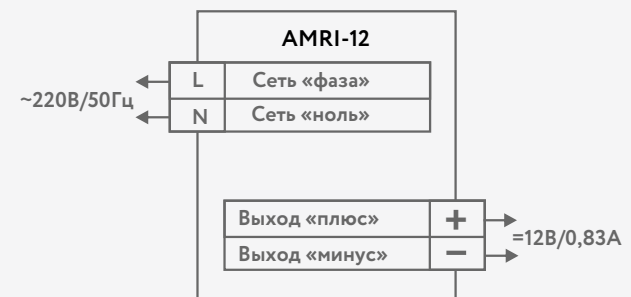 AMRI-12
L Сеть «фаза»
~220В/50Гц
N Сеть «ноль»
Выход «плюс» +
=12В/0,83А
Выход «минус» −